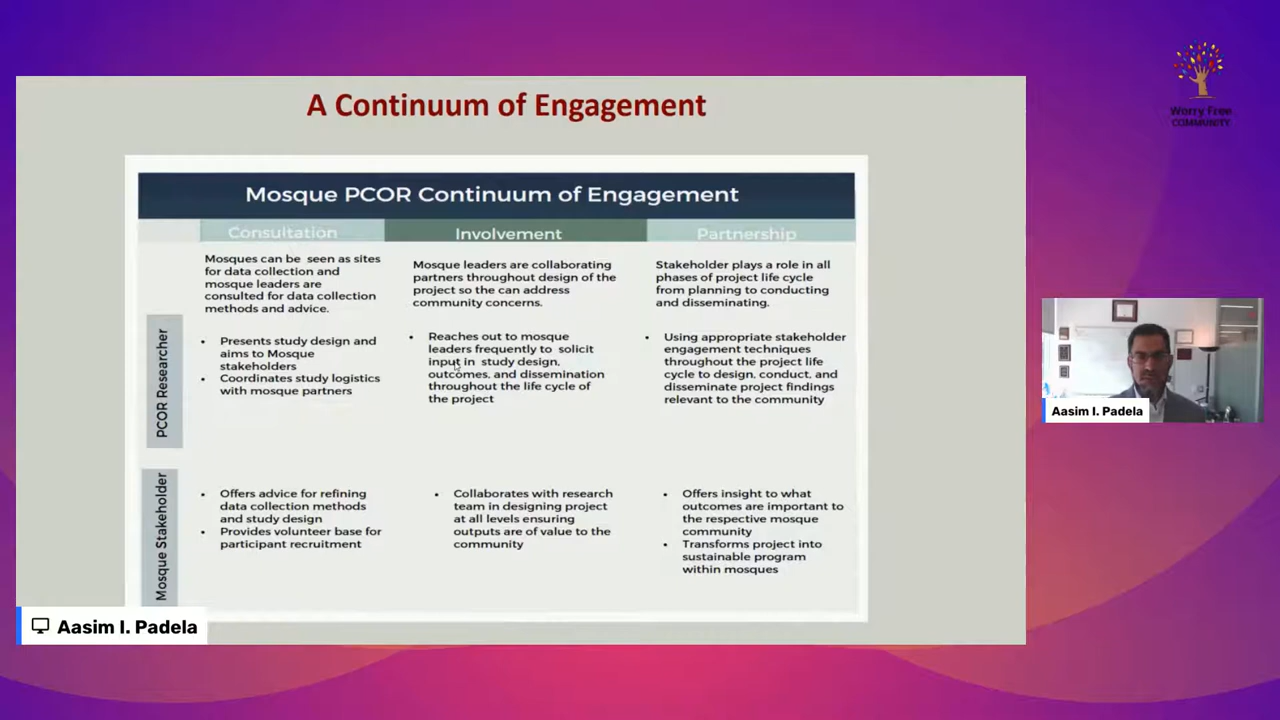 A Continuum of Engagement
Worry Free
COMMUNITY
Mosque PCOR Continuum of Engagement
Consultation
Involvement
Partnership
Mosques can be seen as sites
for data collection and
mosque leaders are
consulted for data collection
methods and advice.
Mosque leaders are collaborating
partners throughout design of the
project so the can address
community concerns.
Stakeholder plays a role in all
phases of project life cycle
from planning to conducting
and disseminating.
PCOR Researcher
• Presents study design and
aims to Mosque
stakeholders
• Coordinates study logistics
with mosque partners
• Reaches out to mosque
leaders frequently to solicit
input in study design,
outcomes, and dissemination
throughout the life cycle of
the project
• Using appropriate stakeholder
engagement techniques
throughout the project life
cycle to design, conduct, and
disseminate project findings
relevant to the community
Mosque Stakeholder
• Offers advice for refining
data collection methods
and study design
• Provides volunteer base for
participant recruitment
• Collaborates with research
team in designing project
at all levels ensuring
outputs are of value to the
community
• Offers insight to what
outcomes are important to
the respective mosque
community
• Transforms project into
sustainable program
within mosques
Aasim I. Padela
Aasim I. Padela